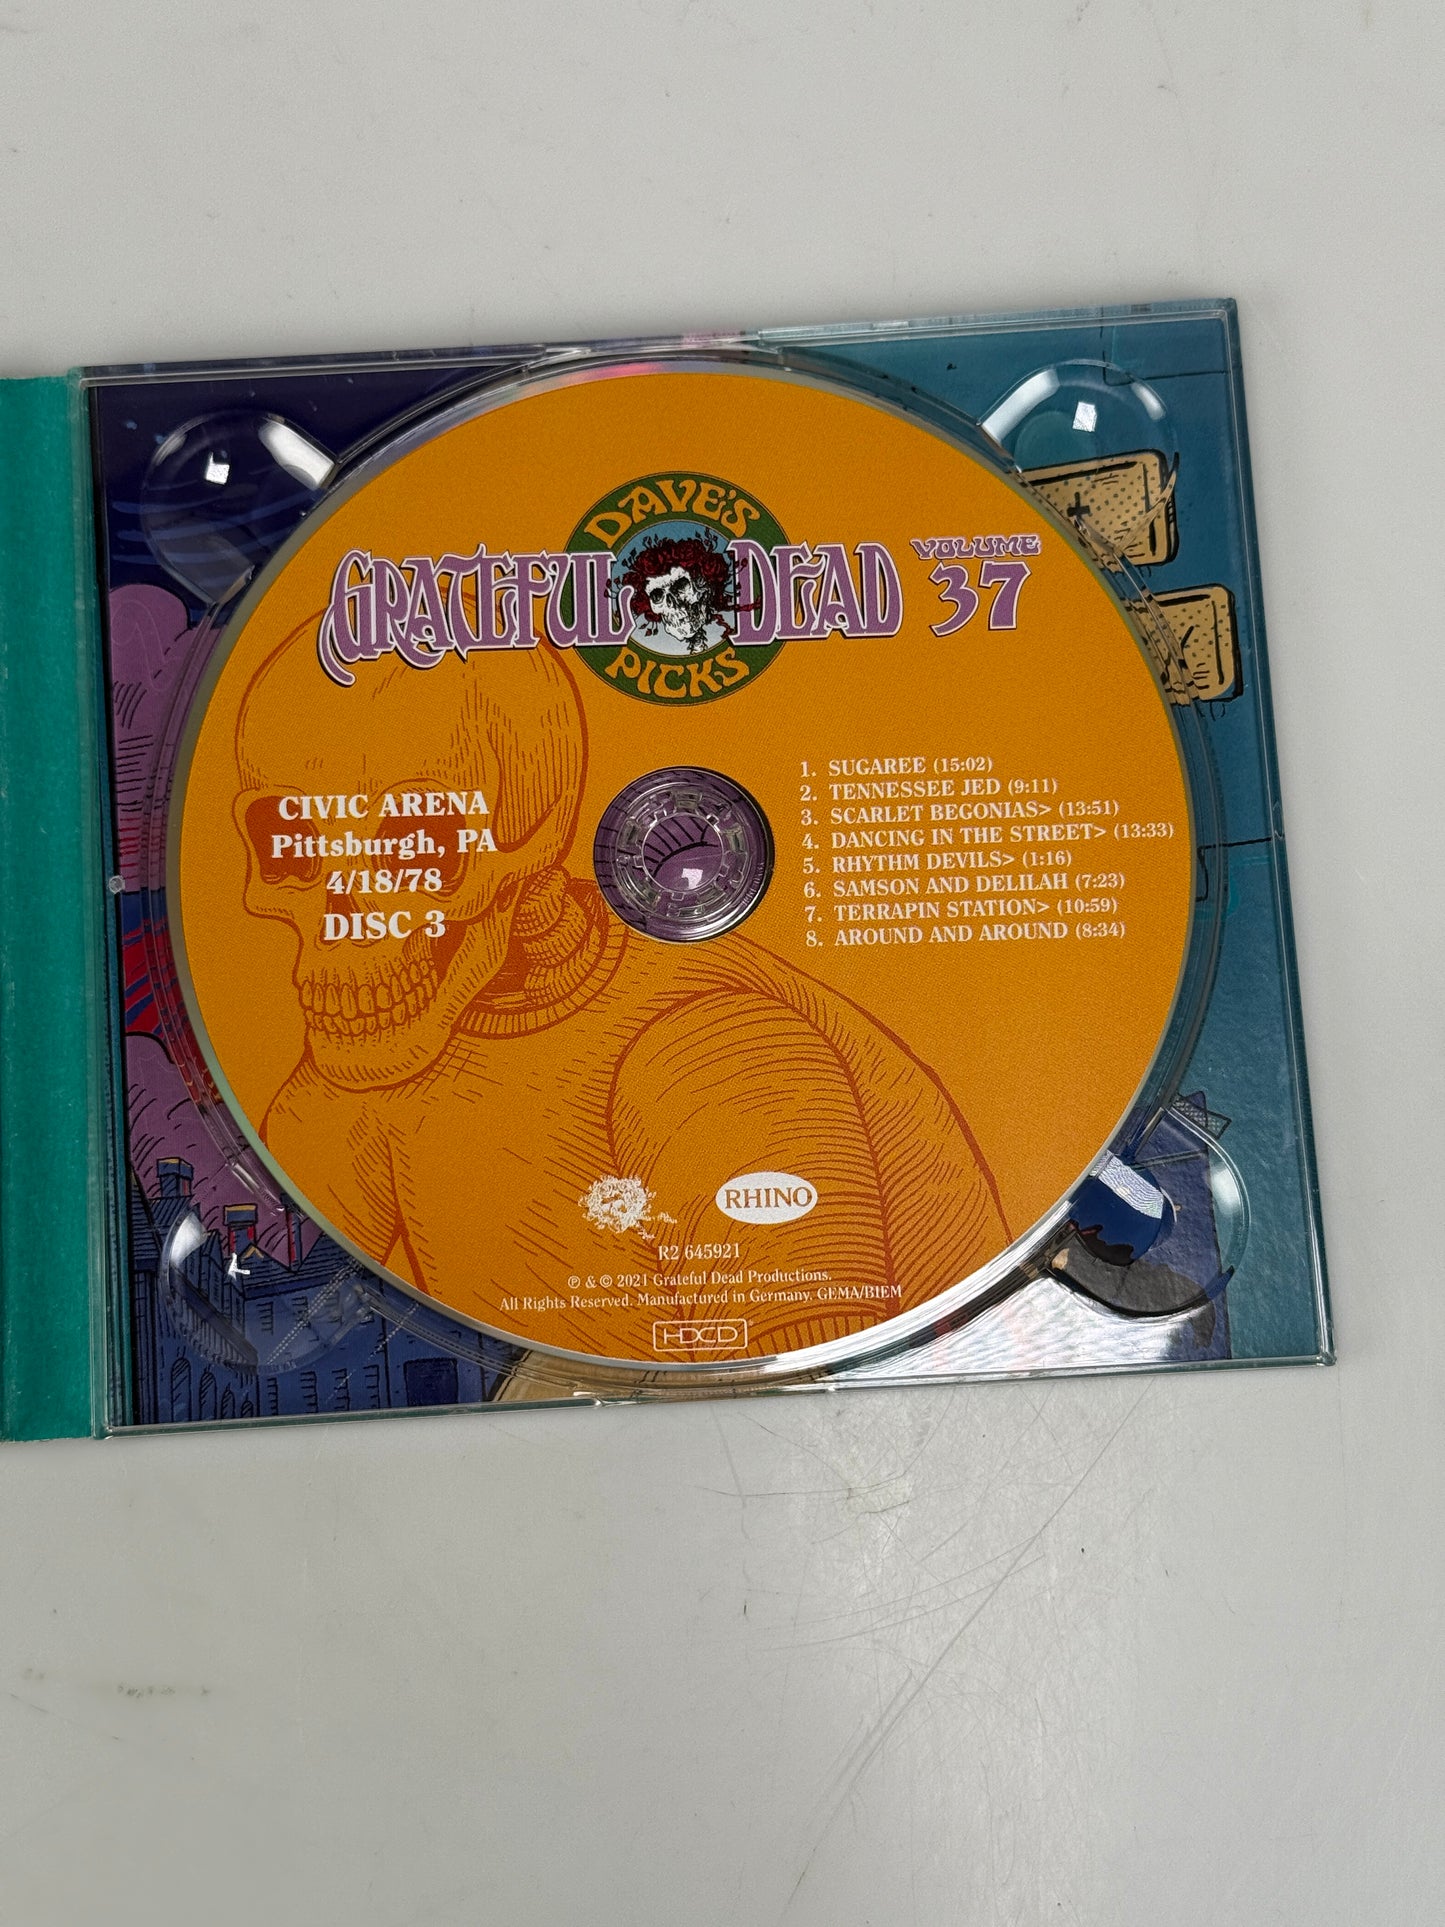 DAVE'S
GRATEFUL DEAD
VOLUME
37
PICKS
CIVIC ARENA
Pittsburgh, PA
4/18/78
DISC 3
1. SUGAREE (15:02)
2. TENNESSEE JED (9:11)
3. SCARLET BEGONIAS> (13:51)
4. DANCING IN THE STREET> (13:33)
5. RHYTHM DEVILS> (1:16)
6. SAMSON AND DELILAH (7:23)
7. TERRAPIN STATION> (10:59)
8. AROUND AND AROUND (8:34)
RHINO
R2 645921
℗ & © 2021 Grateful Dead Productions.
All Rights Reserved. Manufactured in Germany. GEMA/BIEM
HDCD